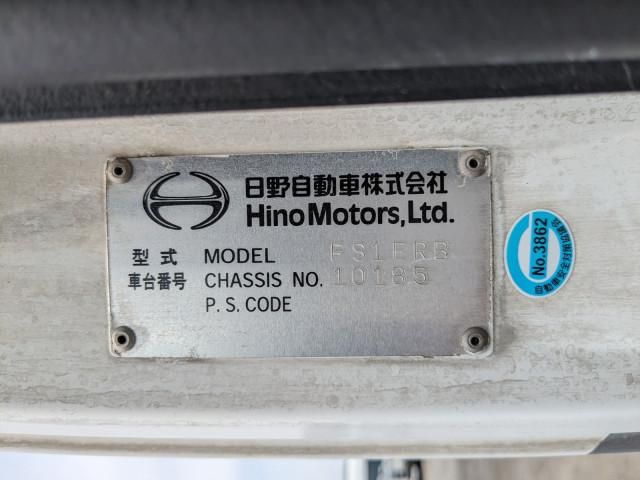 日野自動車株式会社
Hino Motors, Ltd.
型式 MODEL FS1ERB
車台番号 CHASSIS NO. 10185
P.S.CODE
No.3862